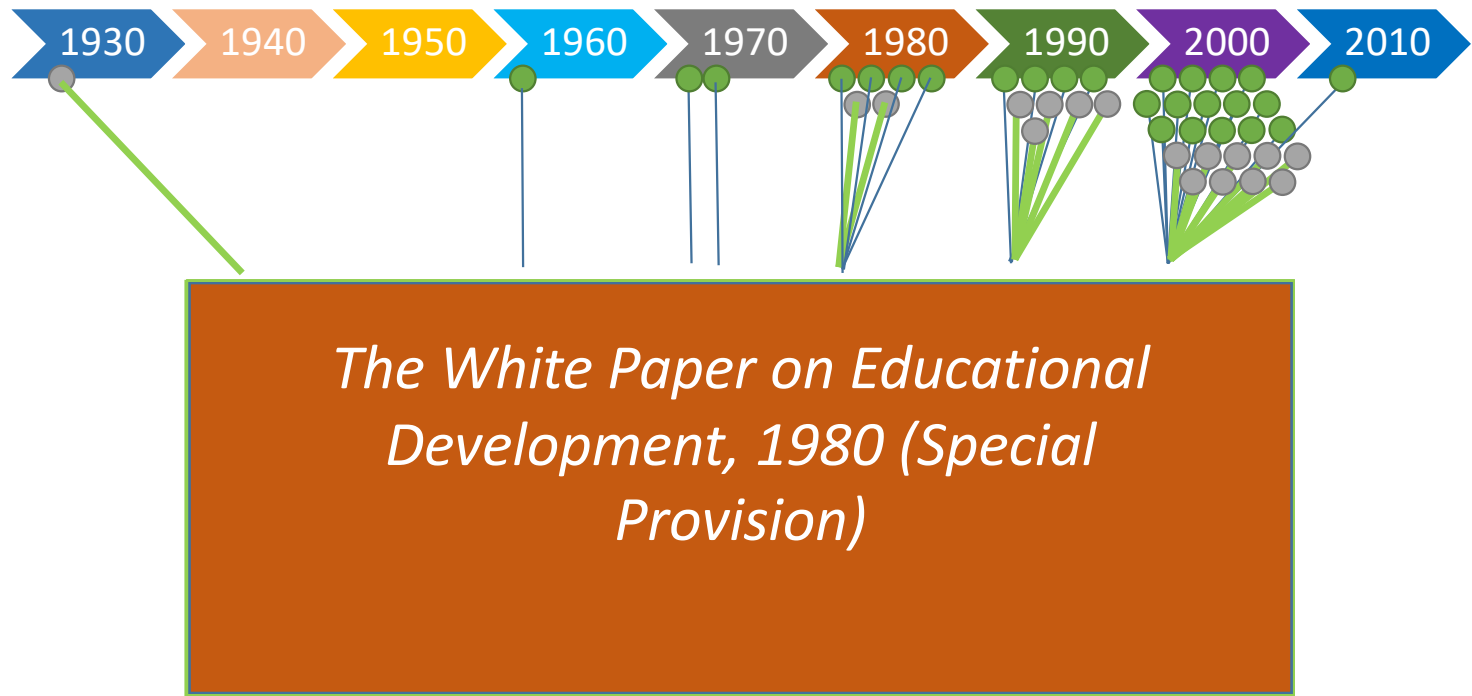 1930 1940 1950 1960 1970 1980 1990 2000 2010
The White Paper on Educational
Development, 1980 (Special
Provision)